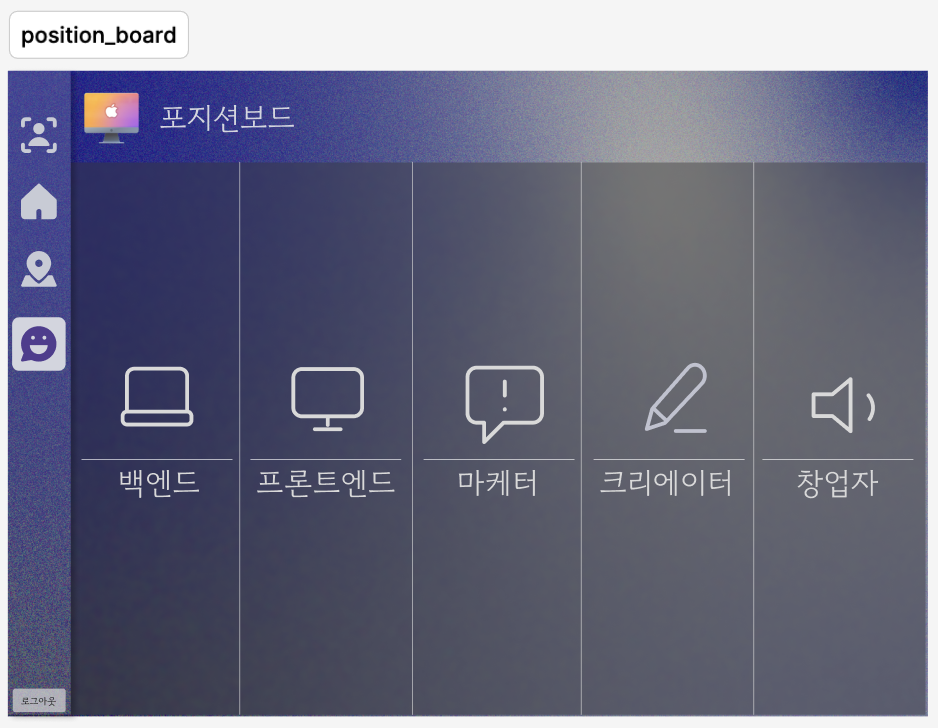 position_board
포지션보드
백엔드
프론트엔드
마케터
크리에이터
창업자
로그아웃